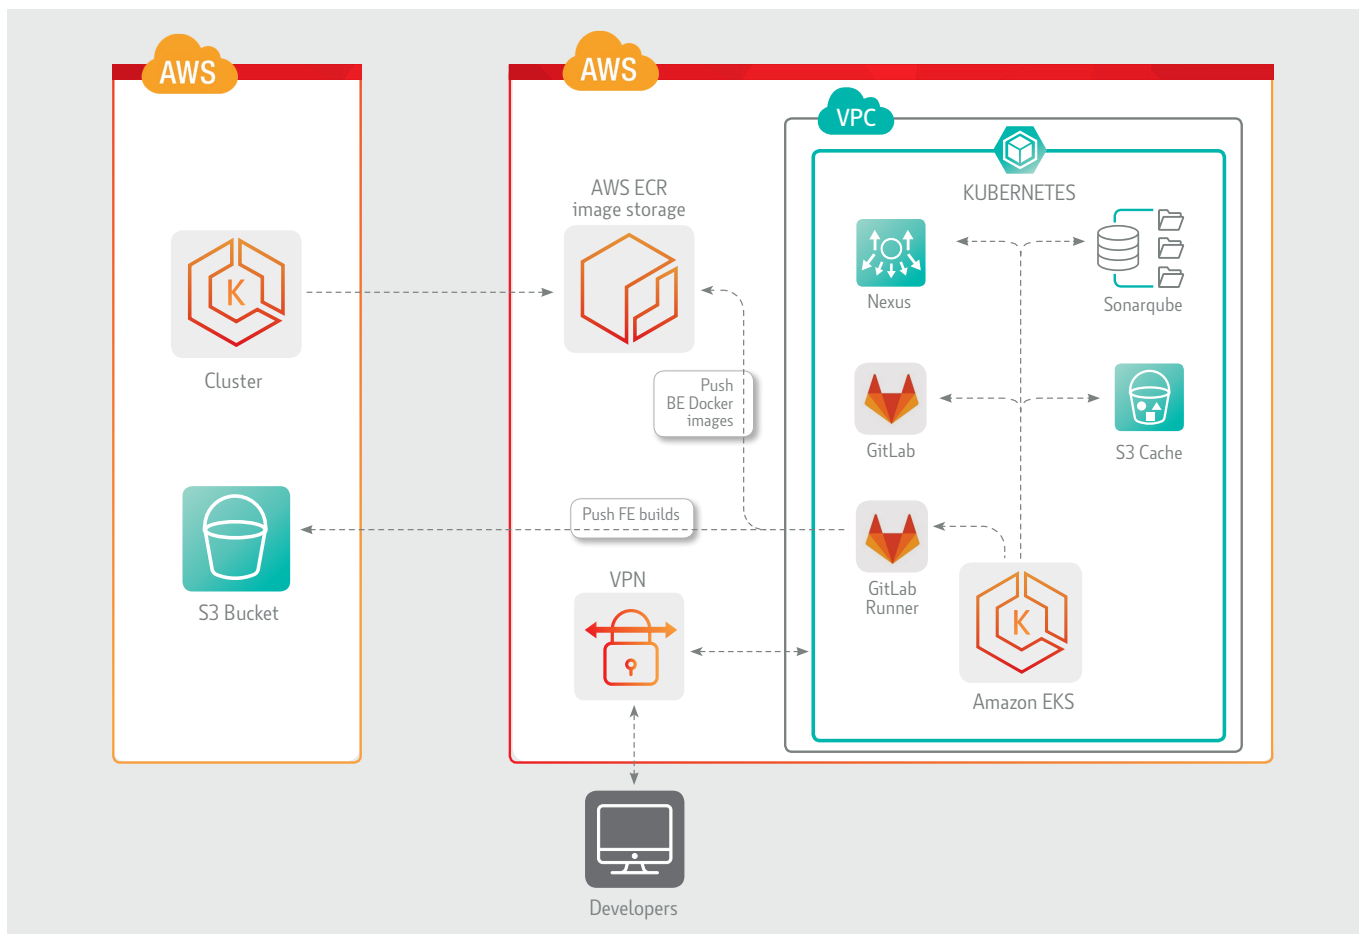 AWS
AWS
VPC
KUBERNETES
AWS ECR
image storage
K
Cluster
Nexus
Sonarqube
Push
BE Docker
images
GitLab
S3 Cache
Push FE builds
S3 Bucket
VPN
GitLab
Runner
K
Amazon EKS
Developers